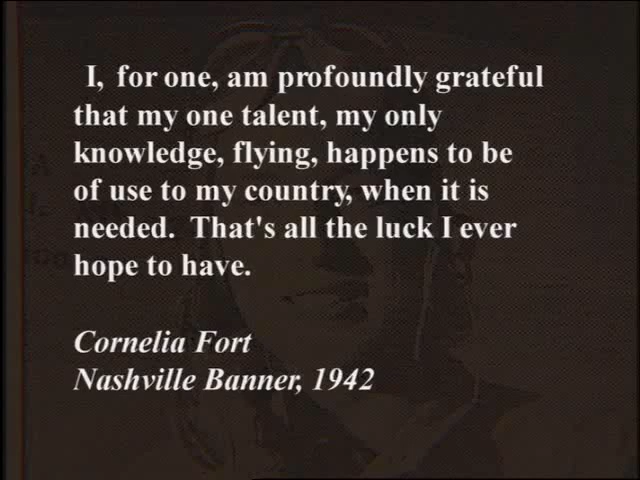 I, for one, am profoundly grateful
that my one talent, my only
knowledge, flying, happens to be
of use to my country, when it is
needed.  That's all the luck I ever
hope to have.
Cornelia Fort
Nashville Banner, 1942